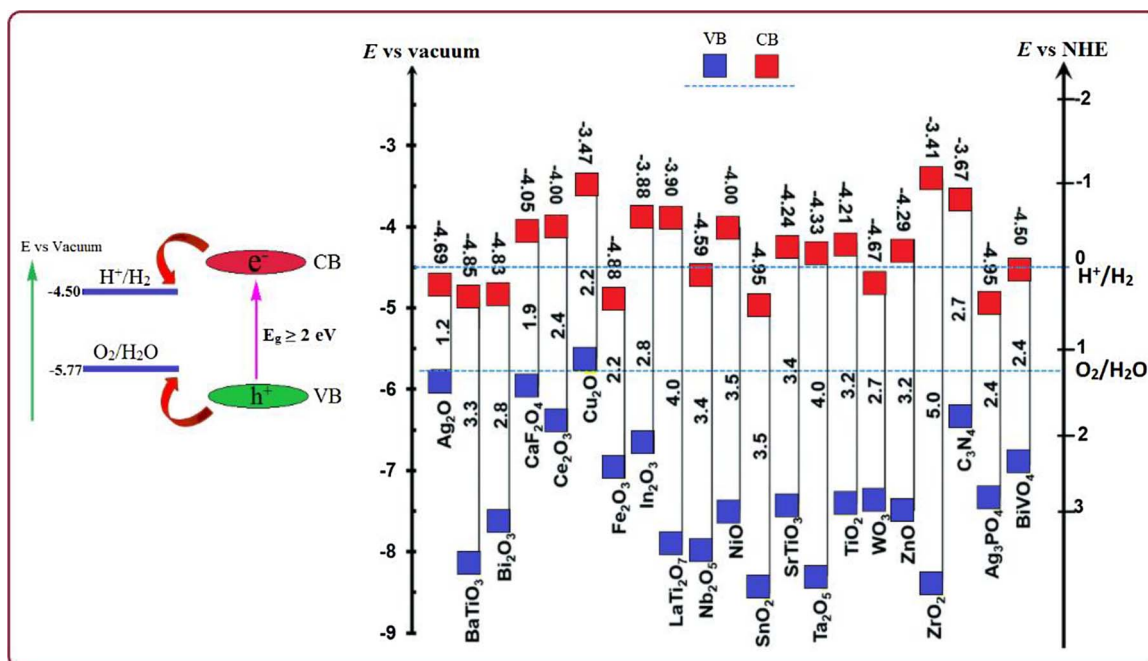 E vs Vacuum
-4.50
H⁺/H₂
e⁻
CB
E_g ≥ 2 eV
O₂/H₂O
-5.77
h⁺
VB
E vs vacuum
VB
CB
E vs NHE
-3
-4
-5
-6
-7
-8
-9
-2
-1
0
H⁺/H₂
1
O₂/H₂O
2
3
-4.69
1.2
Ag₂O
-4.85
3.3
BaTiO₃
-4.83
2.8
Bi₂O₃
-4.05
1.9
CaF₂O₄
-4.00
2.4
Ce₂O₃
-3.47
2.2
Cu₂O
-4.88
2.2
Fe₂O₃
-3.88
2.8
In₂O₃
-3.90
4.0
LaTi₂O₇
-4.59
3.4
Nb₂O₅
-4.00
3.5
NiO
-4.95
3.5
SnO₂
-4.24
3.4
SrTiO₃
-4.33
4.0
Ta₂O₅
-4.21
3.2
TiO₂
-4.67
2.7
WO₃
-4.29
3.2
ZnO
-3.41
5.0
ZrO₂
-3.67
2.7
C₃N₄
-4.95
2.4
Ag₃PO₄
-4.50
2.4
BiVO₄